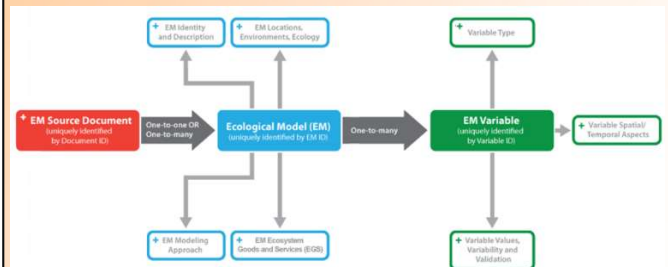 + EM Identity
and Description
+ EM Locations,
Environments, Ecology
+ Variable Type
+ EM Source Document
(uniquely identified
by Document ID)
One-to-one OR
One-to-many
Ecological Model (EM)
(uniquely identified by EM ID)
One-to-many
EM Variable
(uniquely identified
by Variable ID)
+ Variable Spatial/
Temporal Aspects
+ EM Modeling
Approach
+ EM Ecosystem
Goods and Services (EGS)
+ Variable Values,
Variability and
Validation